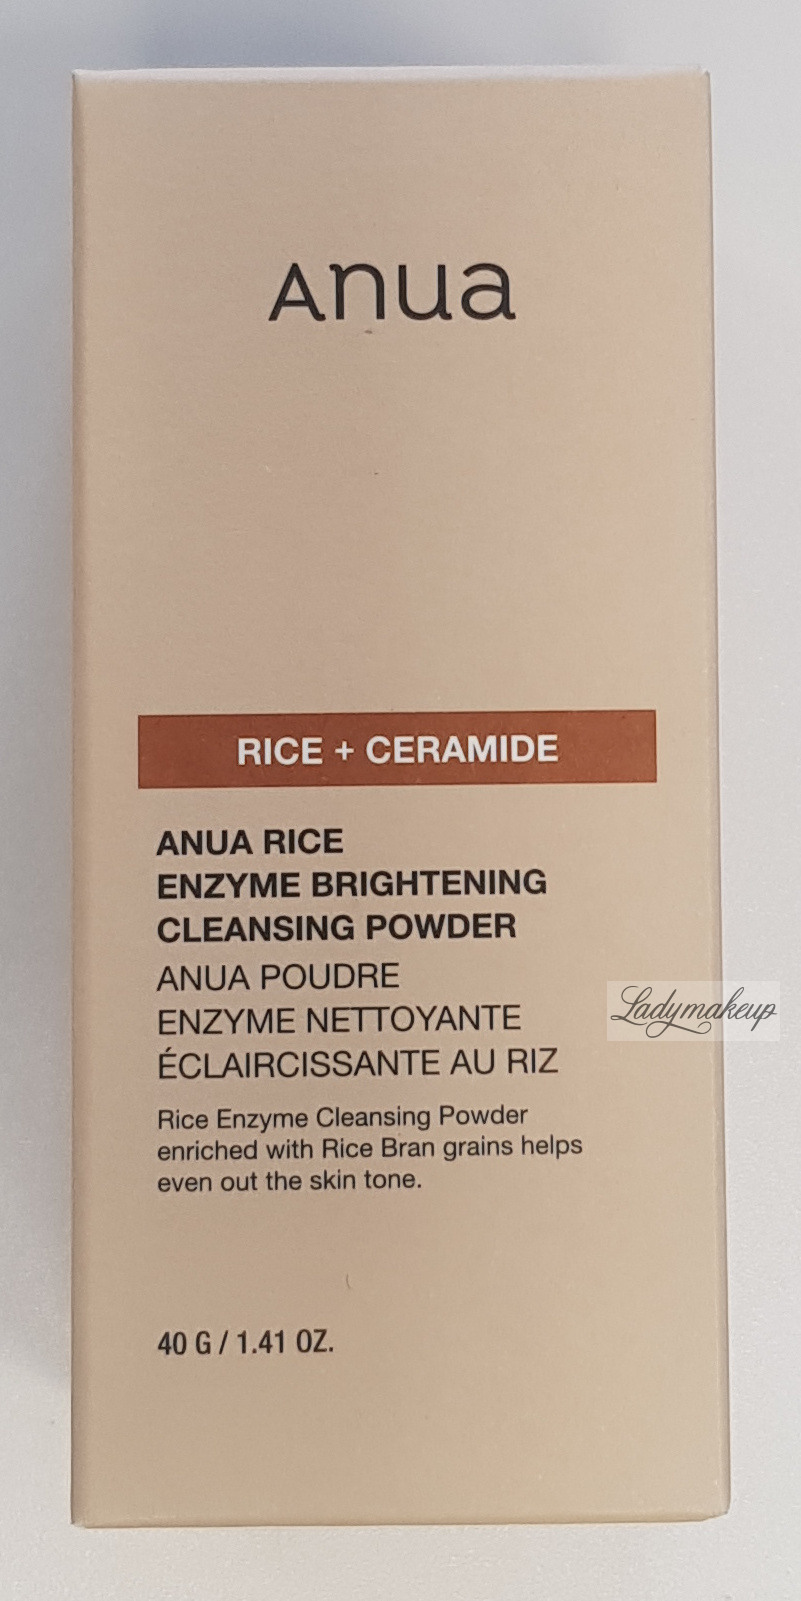 Anua
RICE + CERAMIDE
ANUA RICE
ENZYME BRIGHTENING
CLEANSING POWDER
ANUA POUDRE
ENZYME NETTOYANTE
ÉCLAIRCISSANTE AU RIZ
Ladymakeup
Rice Enzyme Cleansing Powder
enriched with Rice Bran grains helps
even out the skin tone.
40 G / 1.41 OZ.